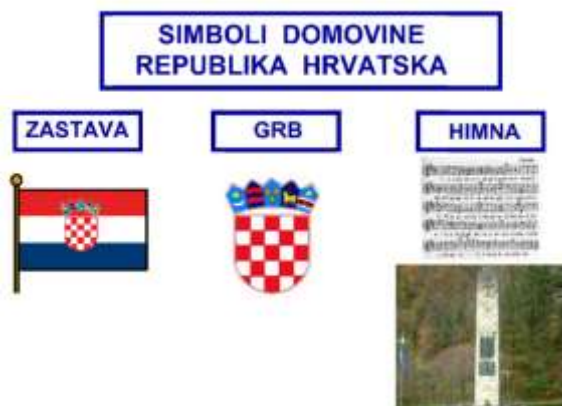 SIMBOLI DOMOVINE
REPUBLIKA HRVATSKA
ZASTAVA
GRB
HIMNA